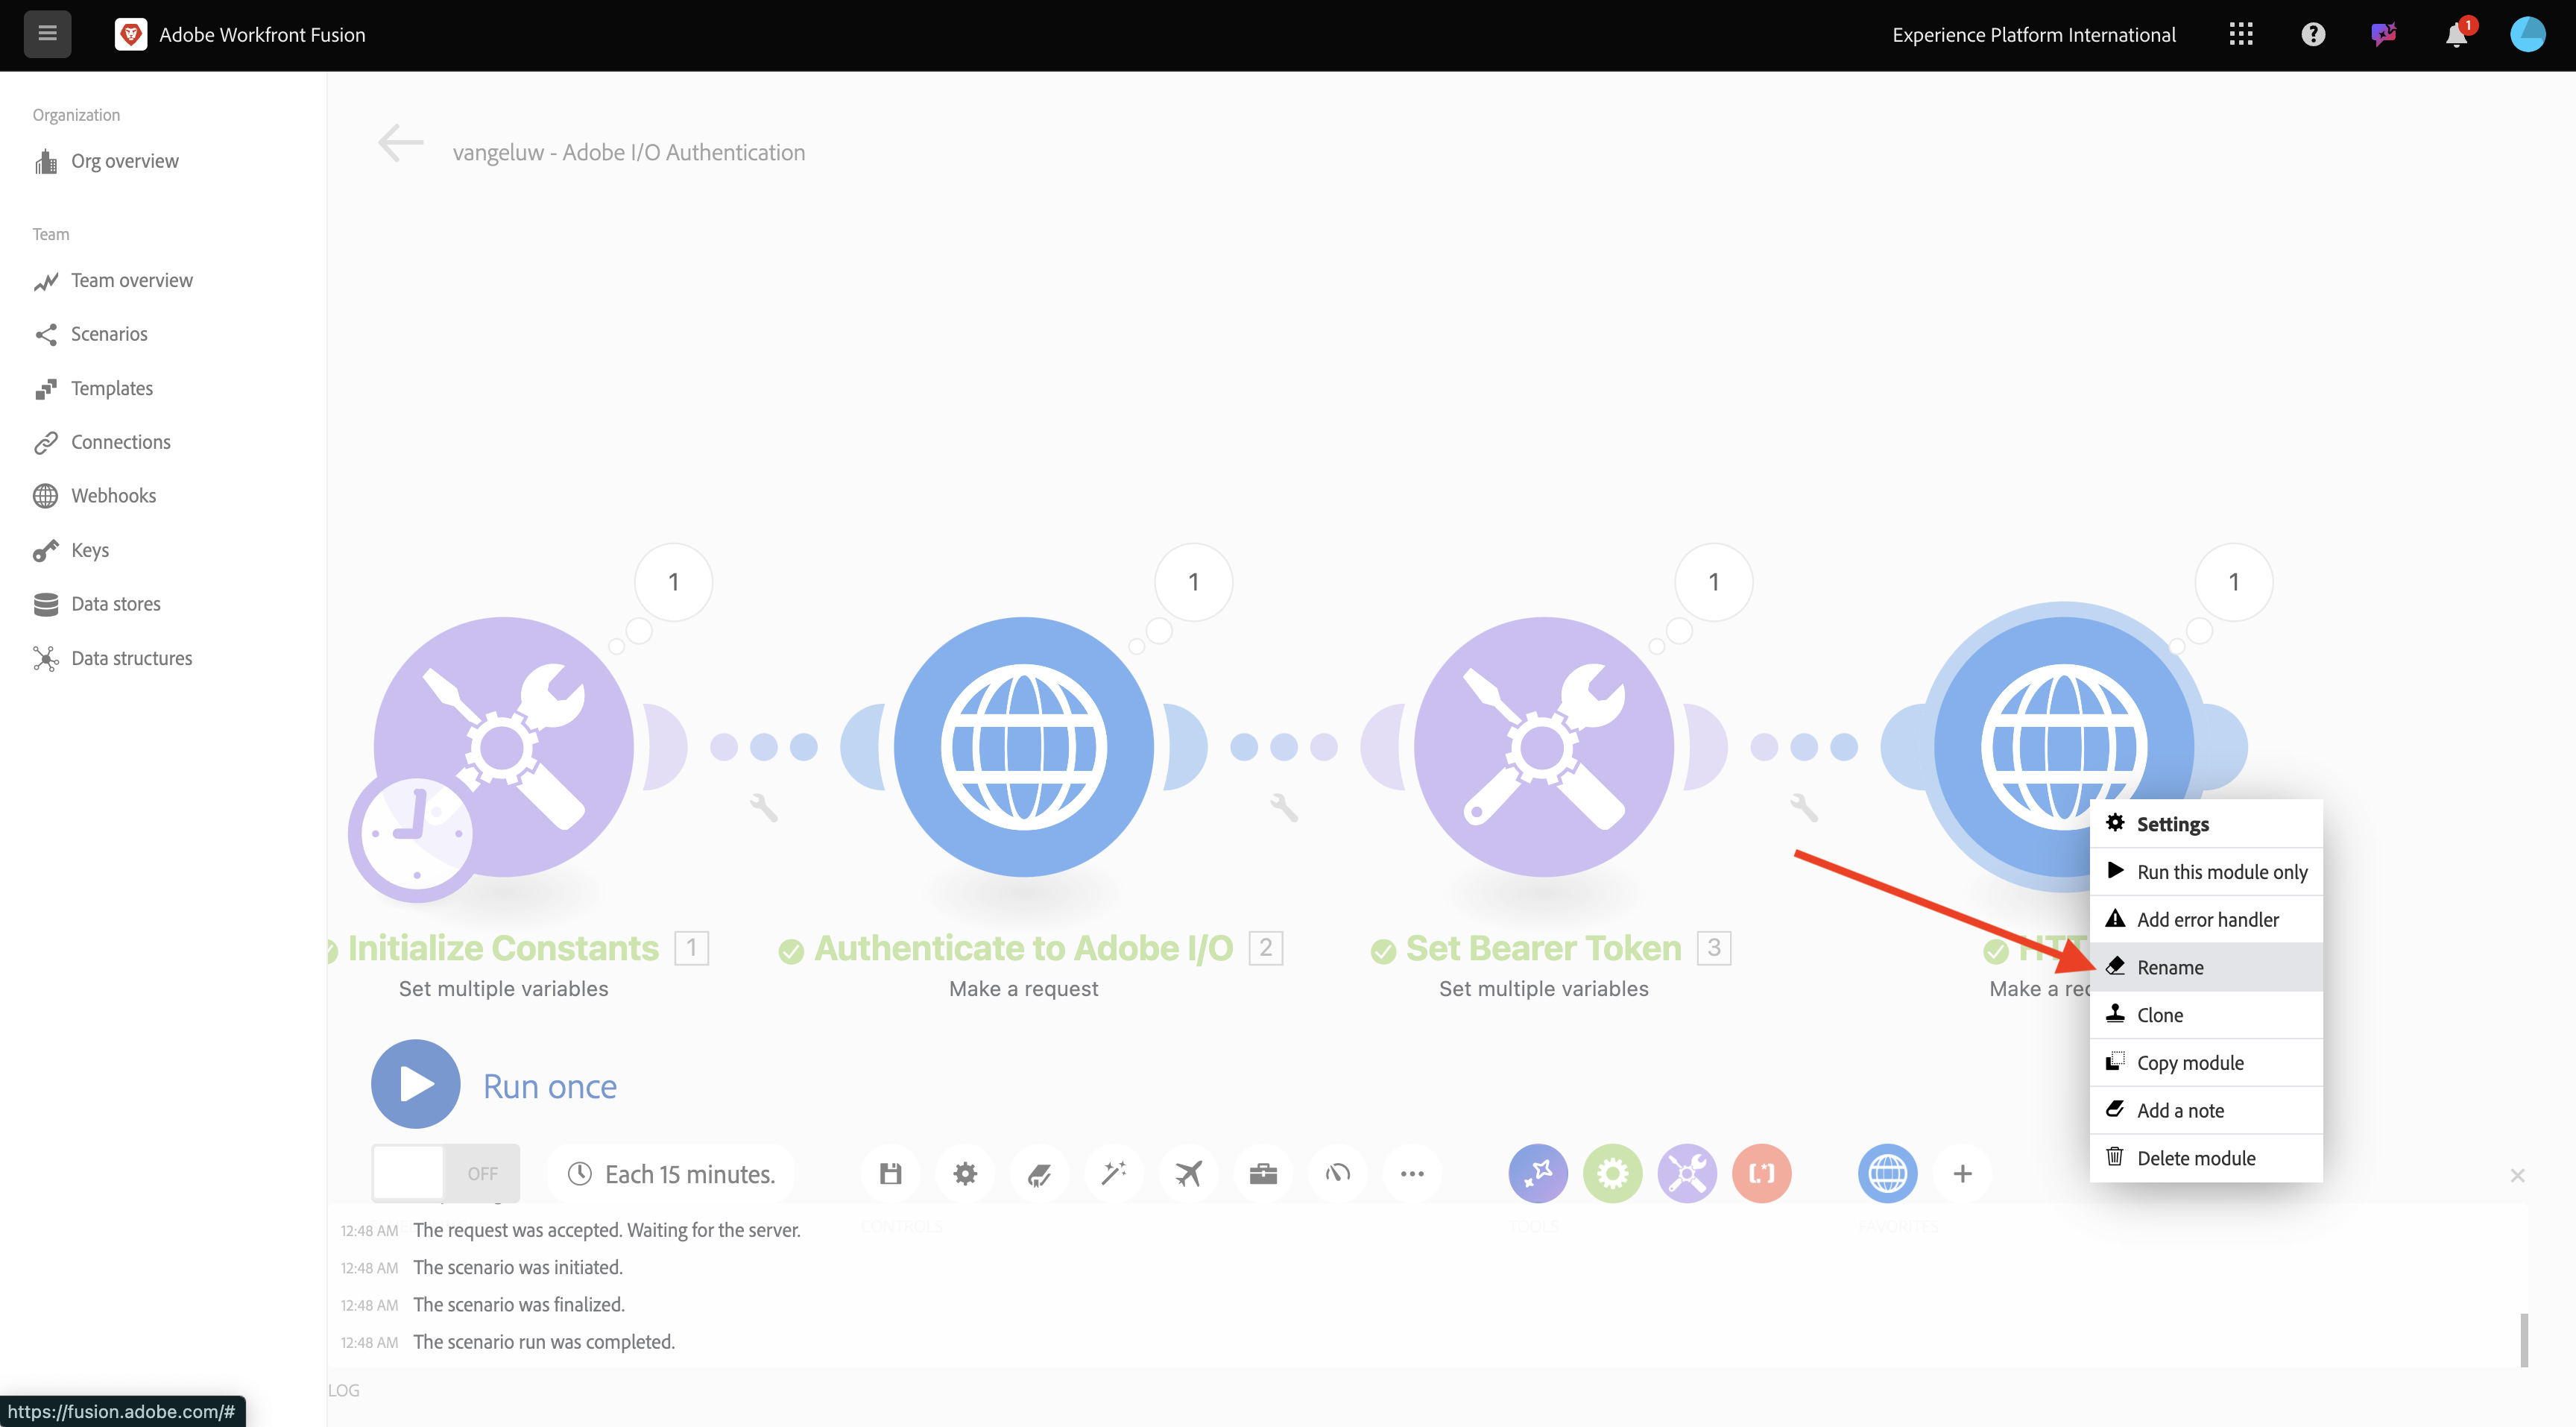 Adobe Workfront Fusion
Experience Platform International
1
Organization
Org overview
Team
Team overview
Scenarios
Templates
Connections
Webhooks
Keys
Data stores
Data structures
vangeluw - Adobe I/O Authentication
1
1
1
1
Initialize Constants 1
Set multiple variables
Authenticate to Adobe I/O 2
Make a request
Set Bearer Token 3
Set multiple variables
Make a
Settings
Run this module only
Add error handler
Rename
Clone
Copy module
Add a note
Delete module
Run once
OFF
Each 15 minutes.
CONTROLS
TOOLS
FAVORITES
12:48 AM The request was accepted. Waiting for the server.
12:48 AM The scenario was initiated.
12:48 AM The scenario was finalized.
12:48 AM The scenario run was completed.
LOG
https://fusion.adobe.com/#